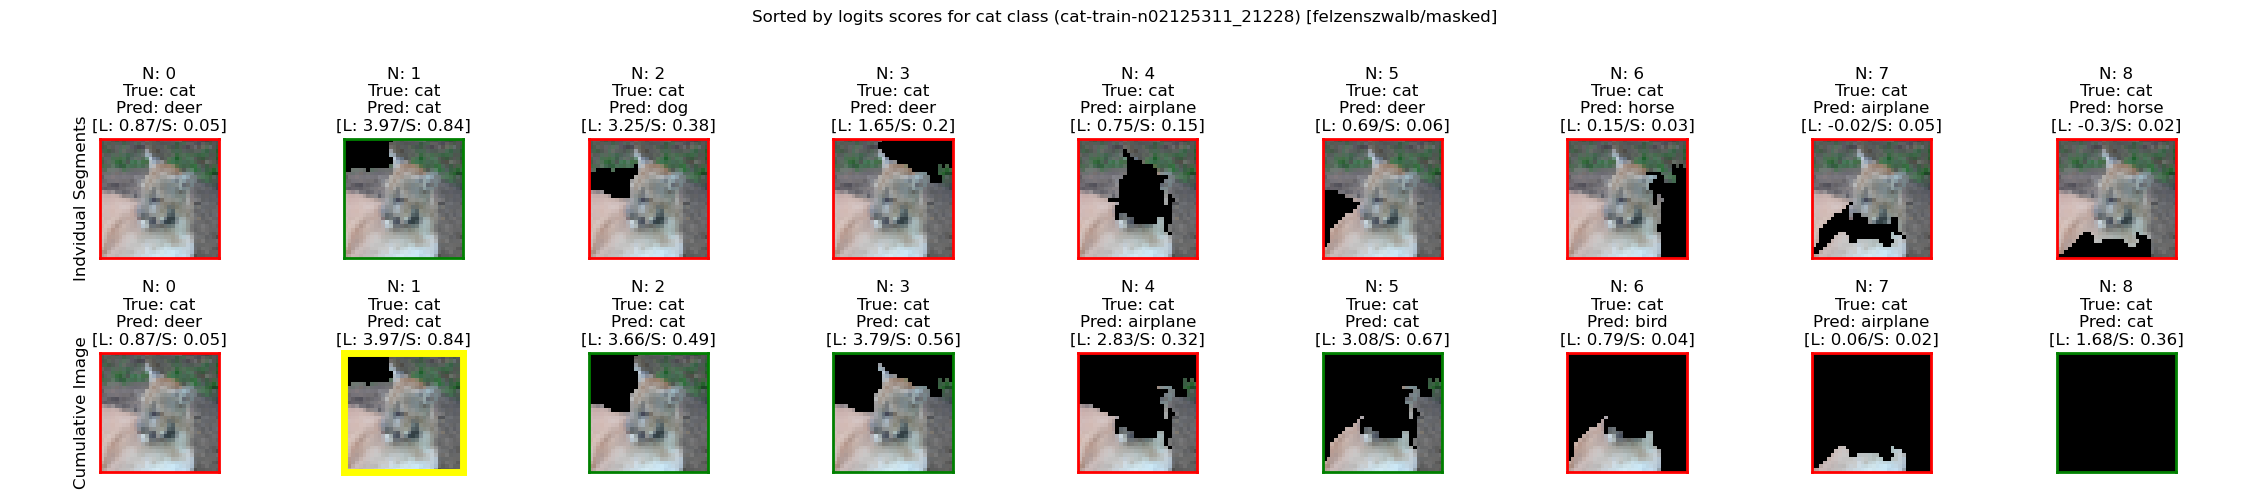 Sorted by logits scores for cat class (cat-train-n02125311_21228) [felzenszwalb/masked]
Indvidual Segments
N: 0
True: cat
Pred: deer
[L: 0.87/S: 0.05]
N: 1
True: cat
Pred: cat
[L: 3.97/S: 0.84]
N: 2
True: cat
Pred: dog
[L: 3.25/S: 0.38]
N: 3
True: cat
Pred: deer
[L: 1.65/S: 0.2]
N: 4
True: cat
Pred: airplane
[L: 0.75/S: 0.15]
N: 5
True: cat
Pred: deer
[L: 0.69/S: 0.06]
N: 6
True: cat
Pred: horse
[L: 0.15/S: 0.03]
N: 7
True: cat
Pred: airplane
[L: -0.02/S: 0.05]
N: 8
True: cat
Pred: horse
[L: -0.3/S: 0.02]
Cumulative Image
N: 0
True: cat
Pred: deer
[L: 0.87/S: 0.05]
N: 1
True: cat
Pred: cat
[L: 3.97/S: 0.84]
N: 2
True: cat
Pred: cat
[L: 3.66/S: 0.49]
N: 3
True: cat
Pred: cat
[L: 3.79/S: 0.56]
N: 4
True: cat
Pred: airplane
[L: 2.83/S: 0.32]
N: 5
True: cat
Pred: cat
[L: 3.08/S: 0.67]
N: 6
True: cat
Pred: bird
[L: 0.79/S: 0.04]
N: 7
True: cat
Pred: airplane
[L: 0.06/S: 0.02]
N: 8
True: cat
Pred: cat
[L: 1.68/S: 0.36]